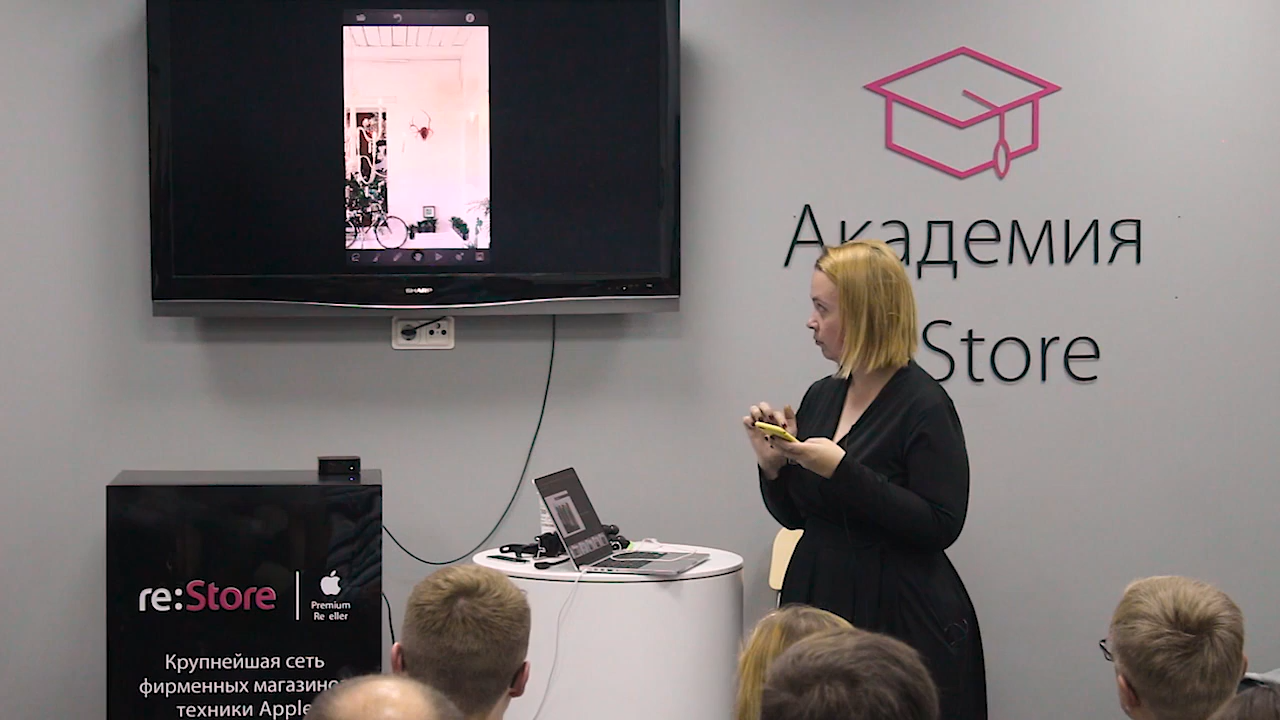 SHARP
Академия
Store
re:Store
Premium
Re eller
Крупнейшая сеть
фирменных магазино
техники Apple